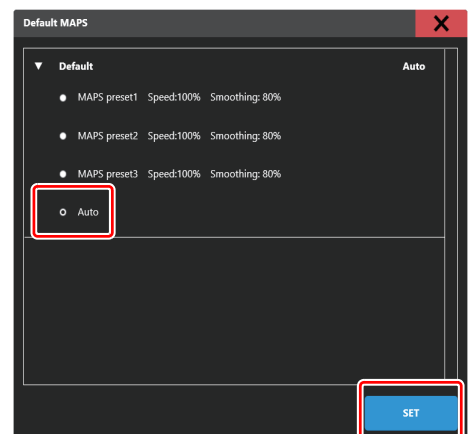 Default MAPS
Default Auto
MAPS preset1 Speed:100% Smoothing: 80%
MAPS preset2 Speed:100% Smoothing: 80%
MAPS preset3 Speed:100% Smoothing: 80%
Auto
SET